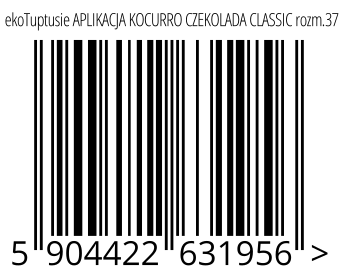 ekoTuptusie APLIKACJA KOCURRO CZEKOLADA CLASSIC rozm.37
5 904422 631956 >